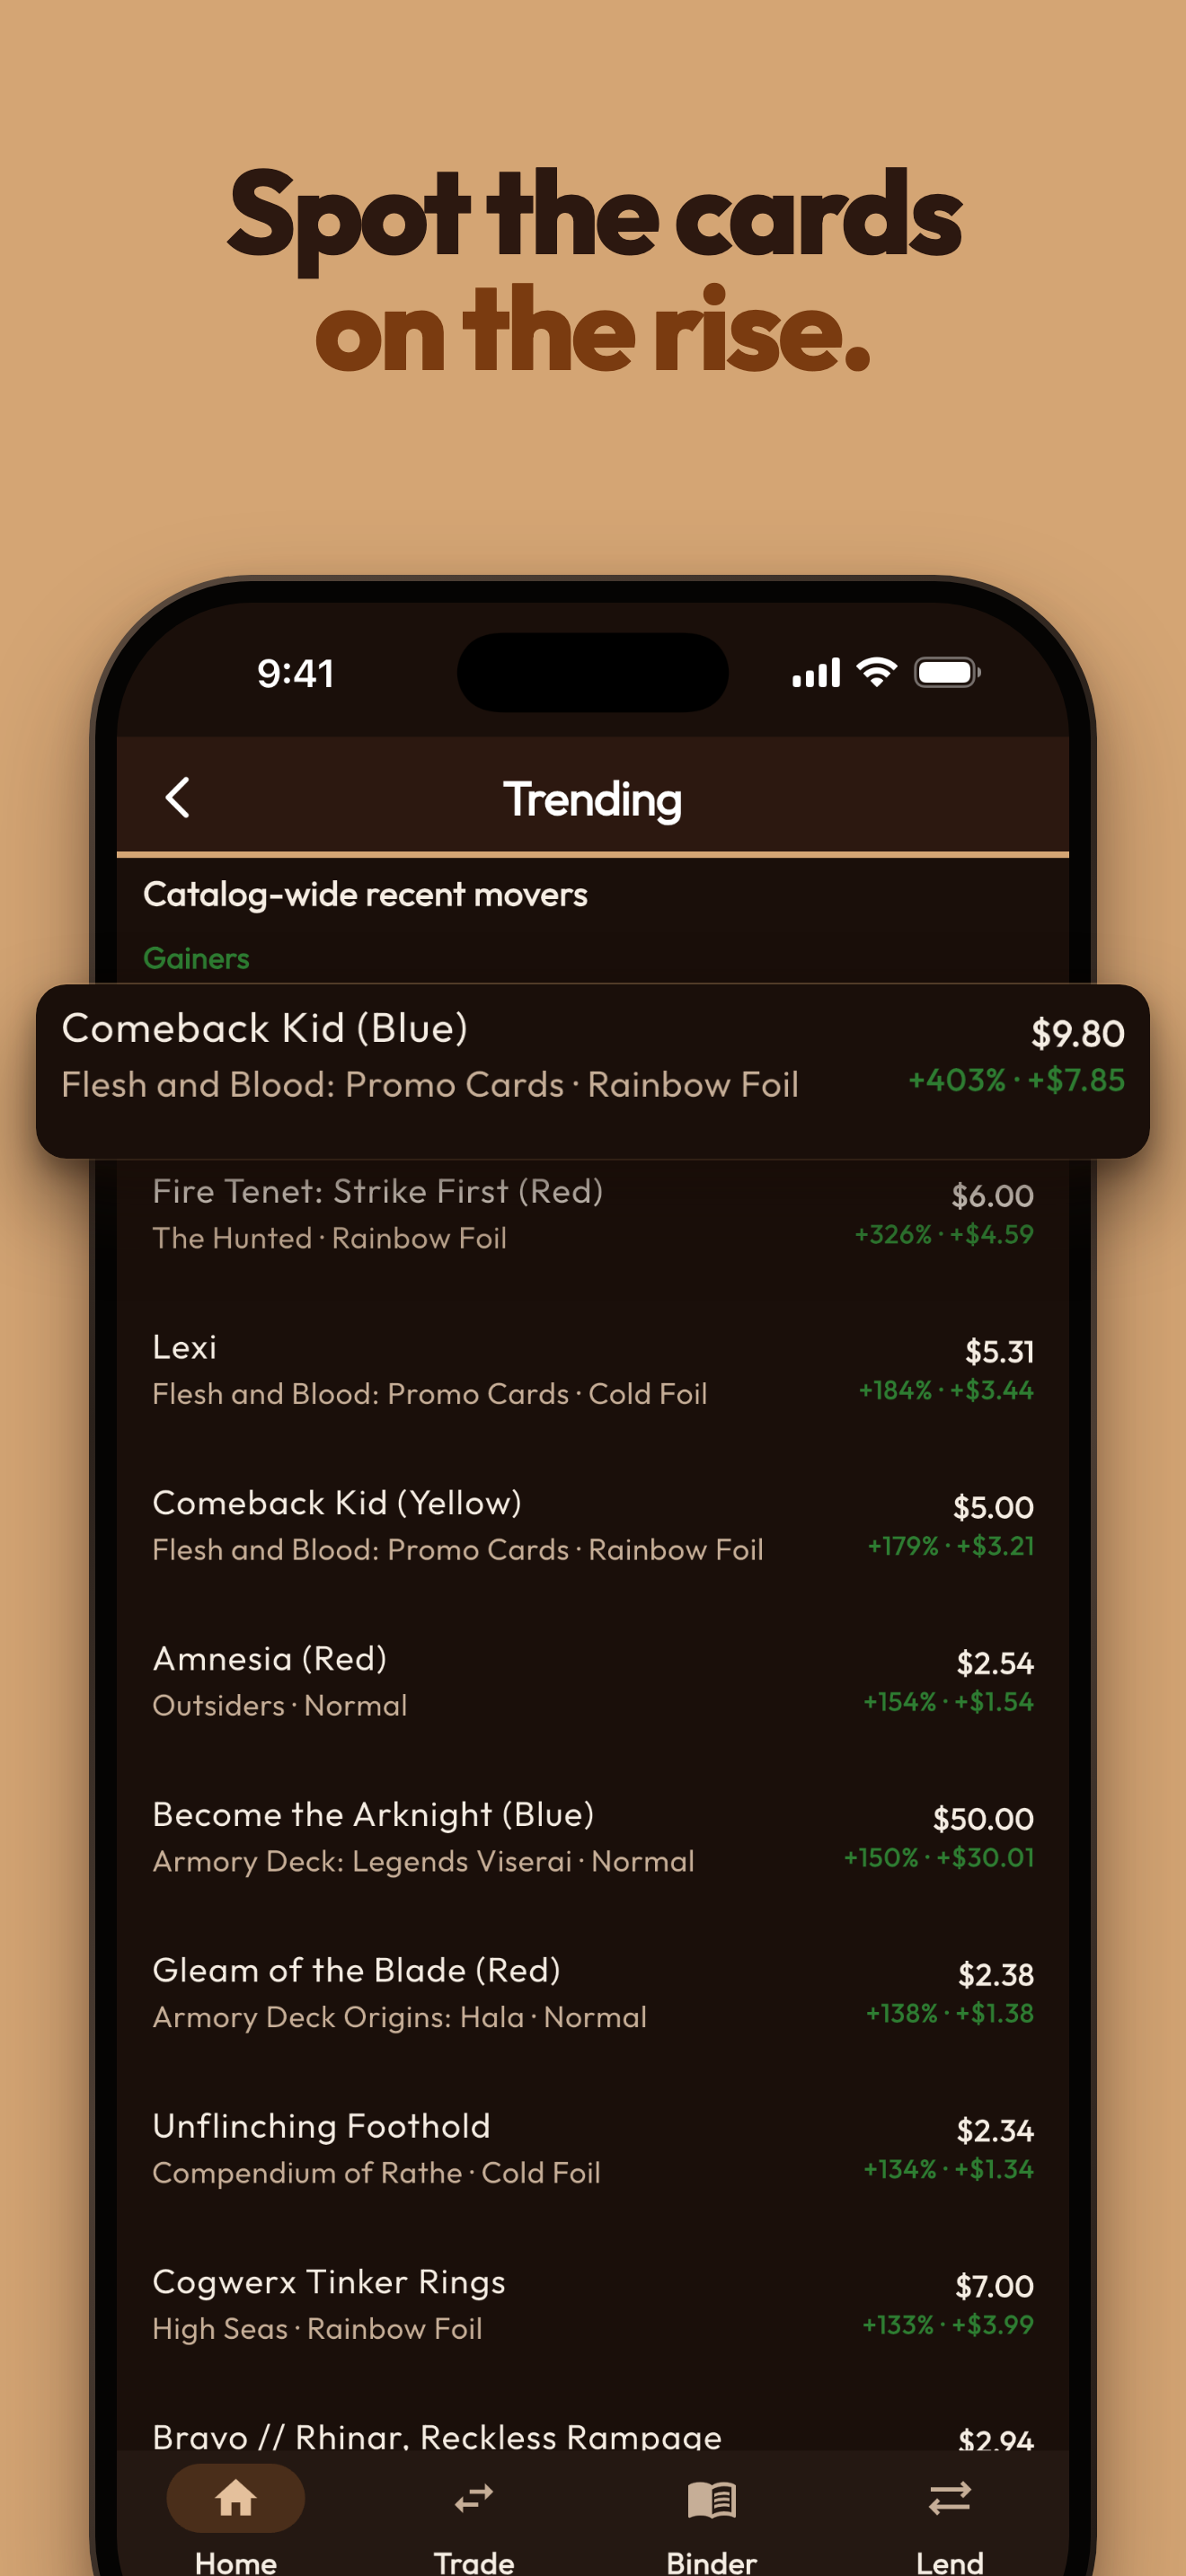 Spot the cards
on the rise.
9:41
Trending
Catalog-wide recent movers
Gainers
Comeback Kid (Blue)
$9.80
Flesh and Blood: Promo Cards · Rainbow Foil
+403% · +$7.85
Fire Tenet: Strike First (Red)
$6.00
The Hunted · Rainbow Foil
+326% · +$4.59
Lexi
$5.31
Flesh and Blood: Promo Cards · Cold Foil
+184% · +$3.44
Comeback Kid (Yellow)
$5.00
Flesh and Blood: Promo Cards · Rainbow Foil
+179% · +$3.21
Amnesia (Red)
$2.54
Outsiders · Normal
+154% · +$1.54
Become the Arknight (Blue)
$50.00
Armory Deck: Legends Viserai · Normal
+150% · +$30.01
Gleam of the Blade (Red)
$2.38
Armory Deck Origins: Hala · Normal
+138% · +$1.38
Unflinching Foothold
$2.34
Compendium of Rathe · Cold Foil
+134% · +$1.34
Cogwerx Tinker Rings
$7.00
High Seas · Rainbow Foil
+133% · +$3.99
Bravo // Rhinar, Reckless Rampage
$2.94
Home
Trade
Binder
Lend